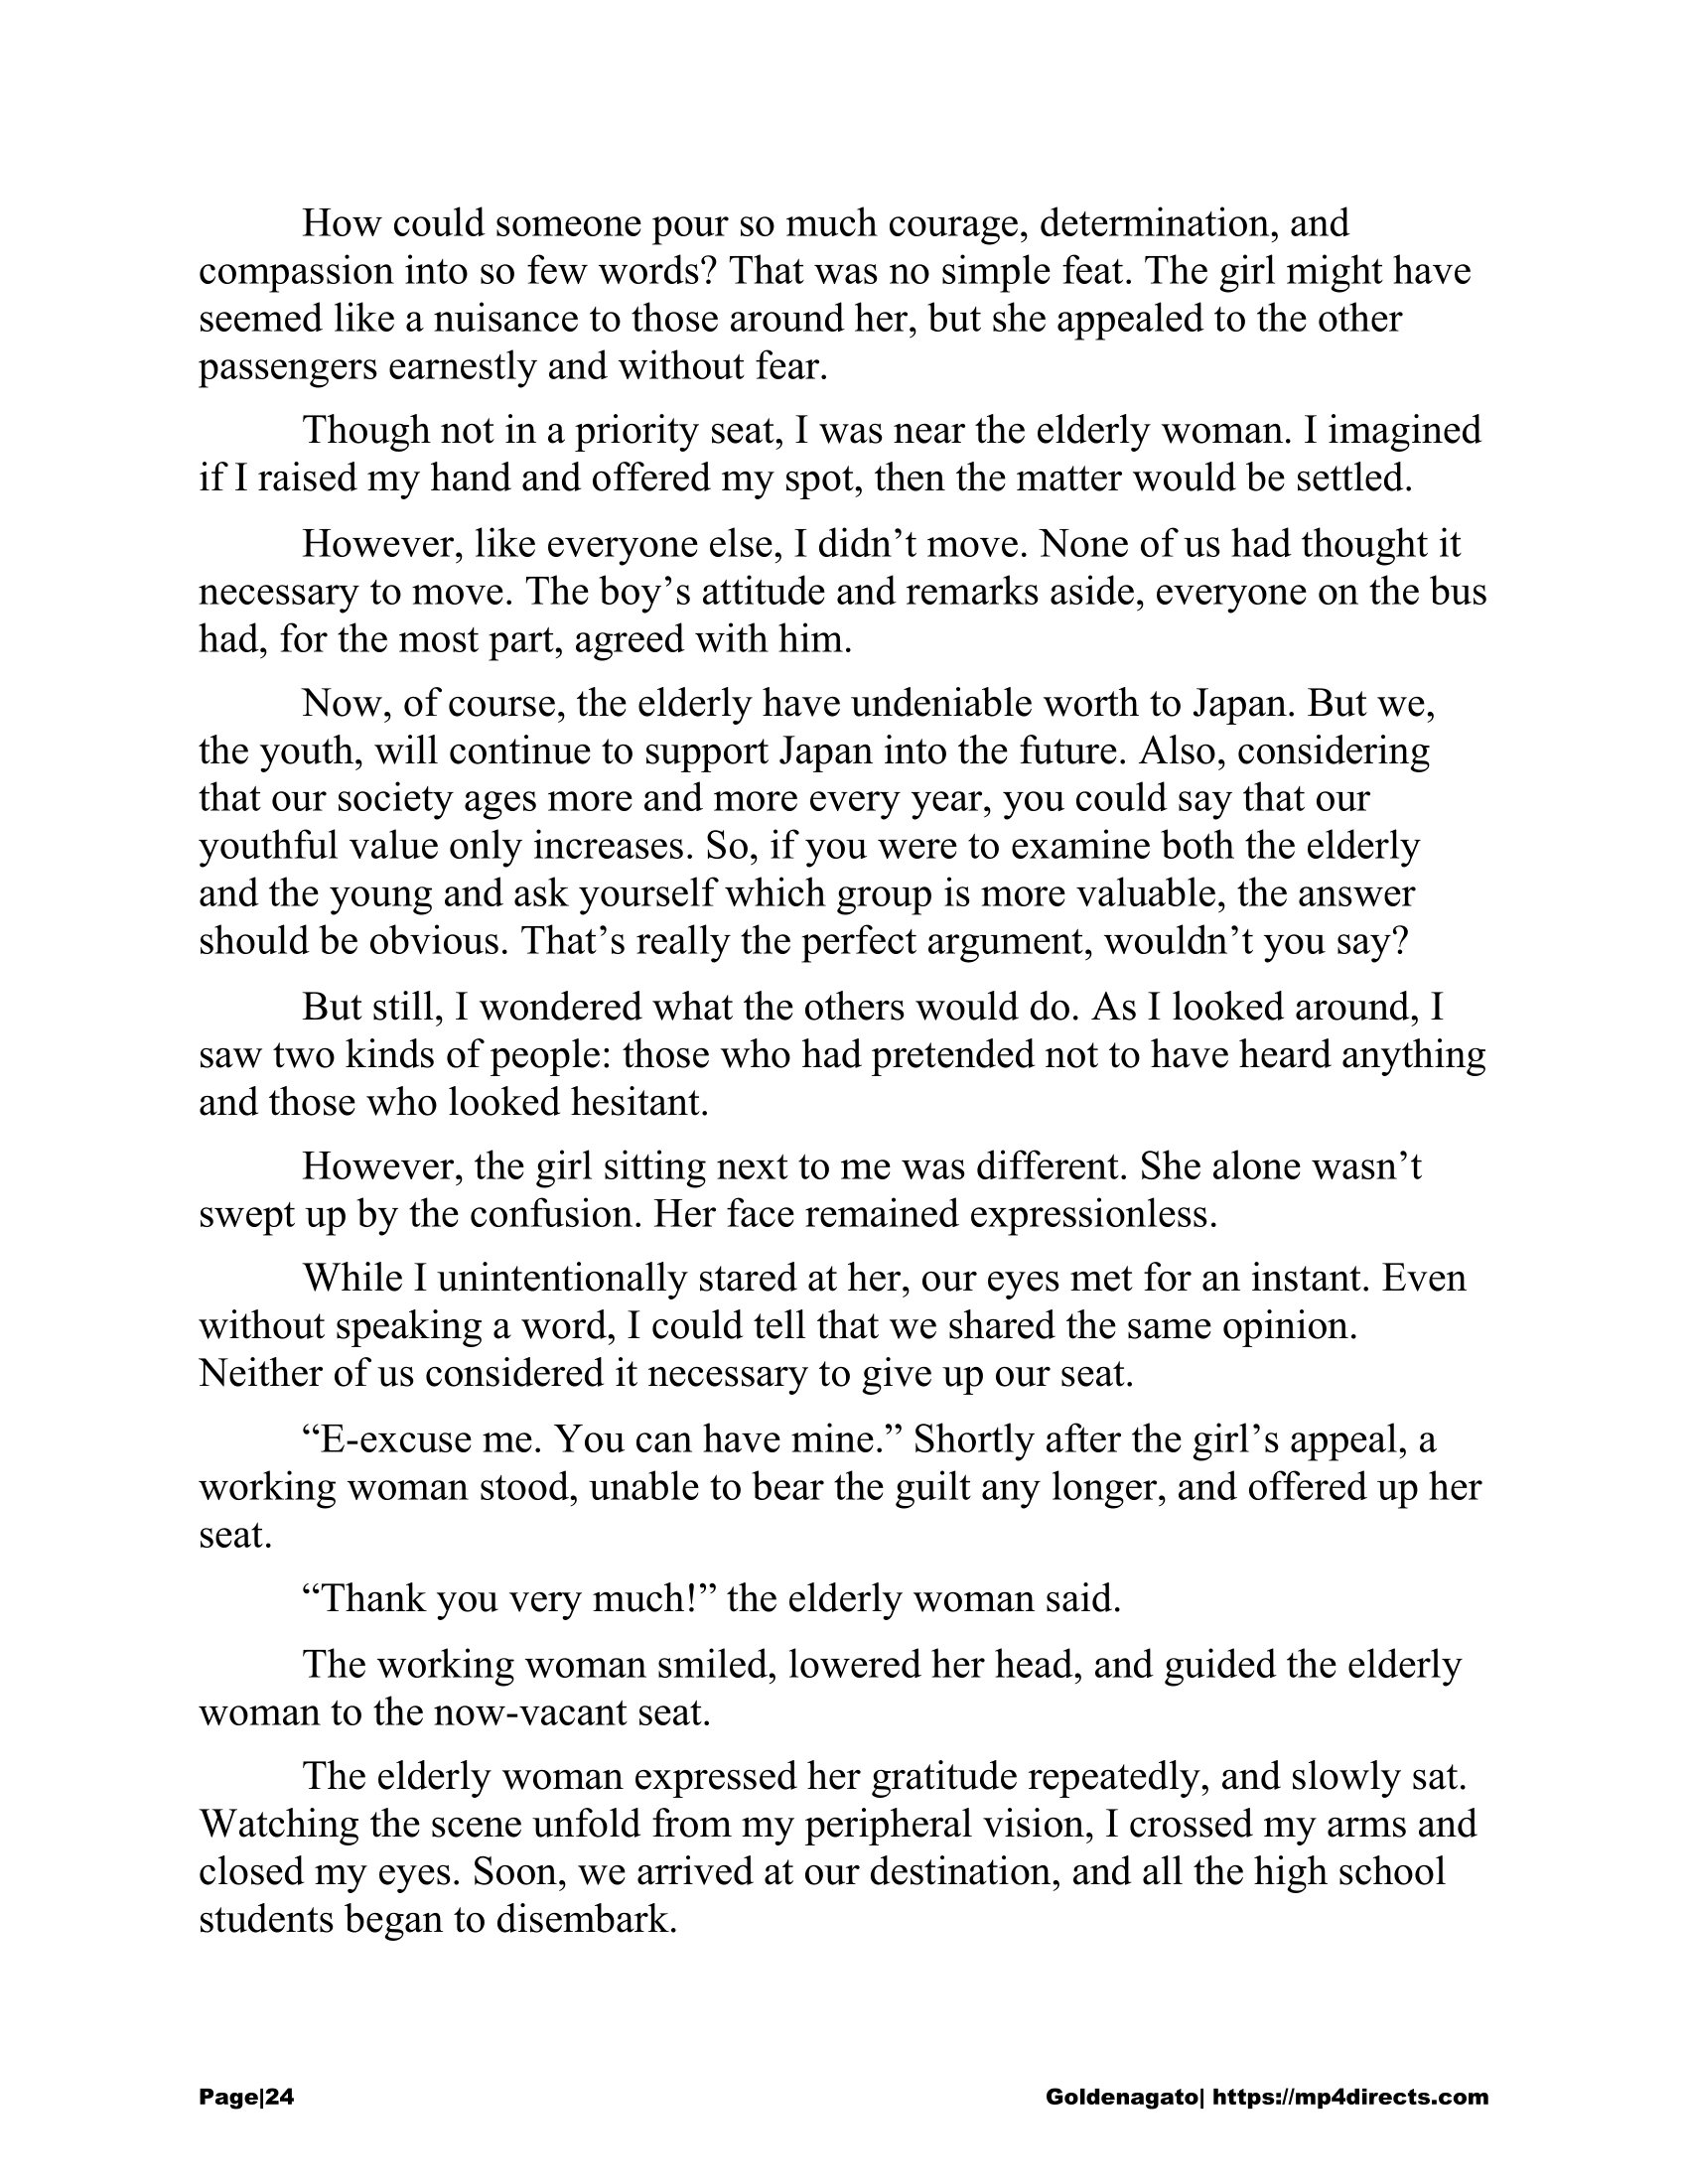 How could someone pour so much courage, determination, and
compassion into so few words? That was no simple feat. The girl might have
seemed like a nuisance to those around her, but she appealed to the other
passengers earnestly and without fear.
Though not in a priority seat, I was near the elderly woman. I imagined
if I raised my hand and offered my spot, then the matter would be settled.
However, like everyone else, I didn’t move. None of us had thought it
necessary to move. The boy’s attitude and remarks aside, everyone on the bus
had, for the most part, agreed with him.
Now, of course, the elderly have undeniable worth to Japan. But we,
the youth, will continue to support Japan into the future. Also, considering
that our society ages more and more every year, you could say that our
youthful value only increases. So, if you were to examine both the elderly
and the young and ask yourself which group is more valuable, the answer
should be obvious. That’s really the perfect argument, wouldn’t you say?
But still, I wondered what the others would do. As I looked around, I
saw two kinds of people: those who had pretended not to have heard anything
and those who looked hesitant.
However, the girl sitting next to me was different. She alone wasn’t
swept up by the confusion. Her face remained expressionless.
While I unintentionally stared at her, our eyes met for an instant. Even
without speaking a word, I could tell that we shared the same opinion.
Neither of us considered it necessary to give up our seat.
“E-excuse me. You can have mine.” Shortly after the girl’s appeal, a
working woman stood, unable to bear the guilt any longer, and offered up her
seat.
“Thank you very much!” the elderly woman said.
The working woman smiled, lowered her head, and guided the elderly
woman to the now-vacant seat.
The elderly woman expressed her gratitude repeatedly, and slowly sat.
Watching the scene unfold from my peripheral vision, I crossed my arms and
closed my eyes. Soon, we arrived at our destination, and all the high school
students began to disembark.
Page|24 Goldenagato| https://mp4directs.com